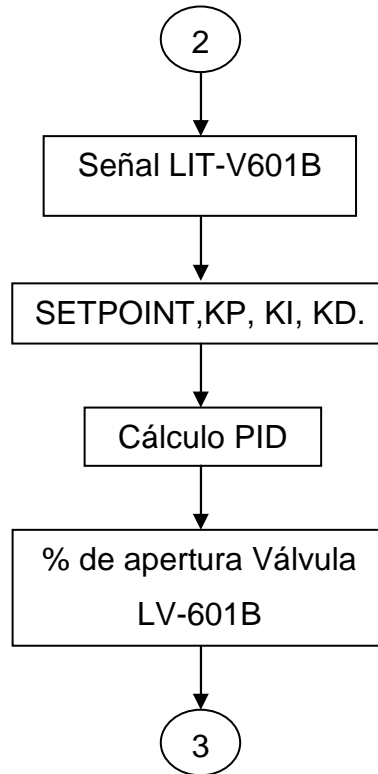 2
Señal LIT-V601B
SETPOINT,KP, KI, KD.
Cálculo PID
% de apertura Válvula
LV-601B
3